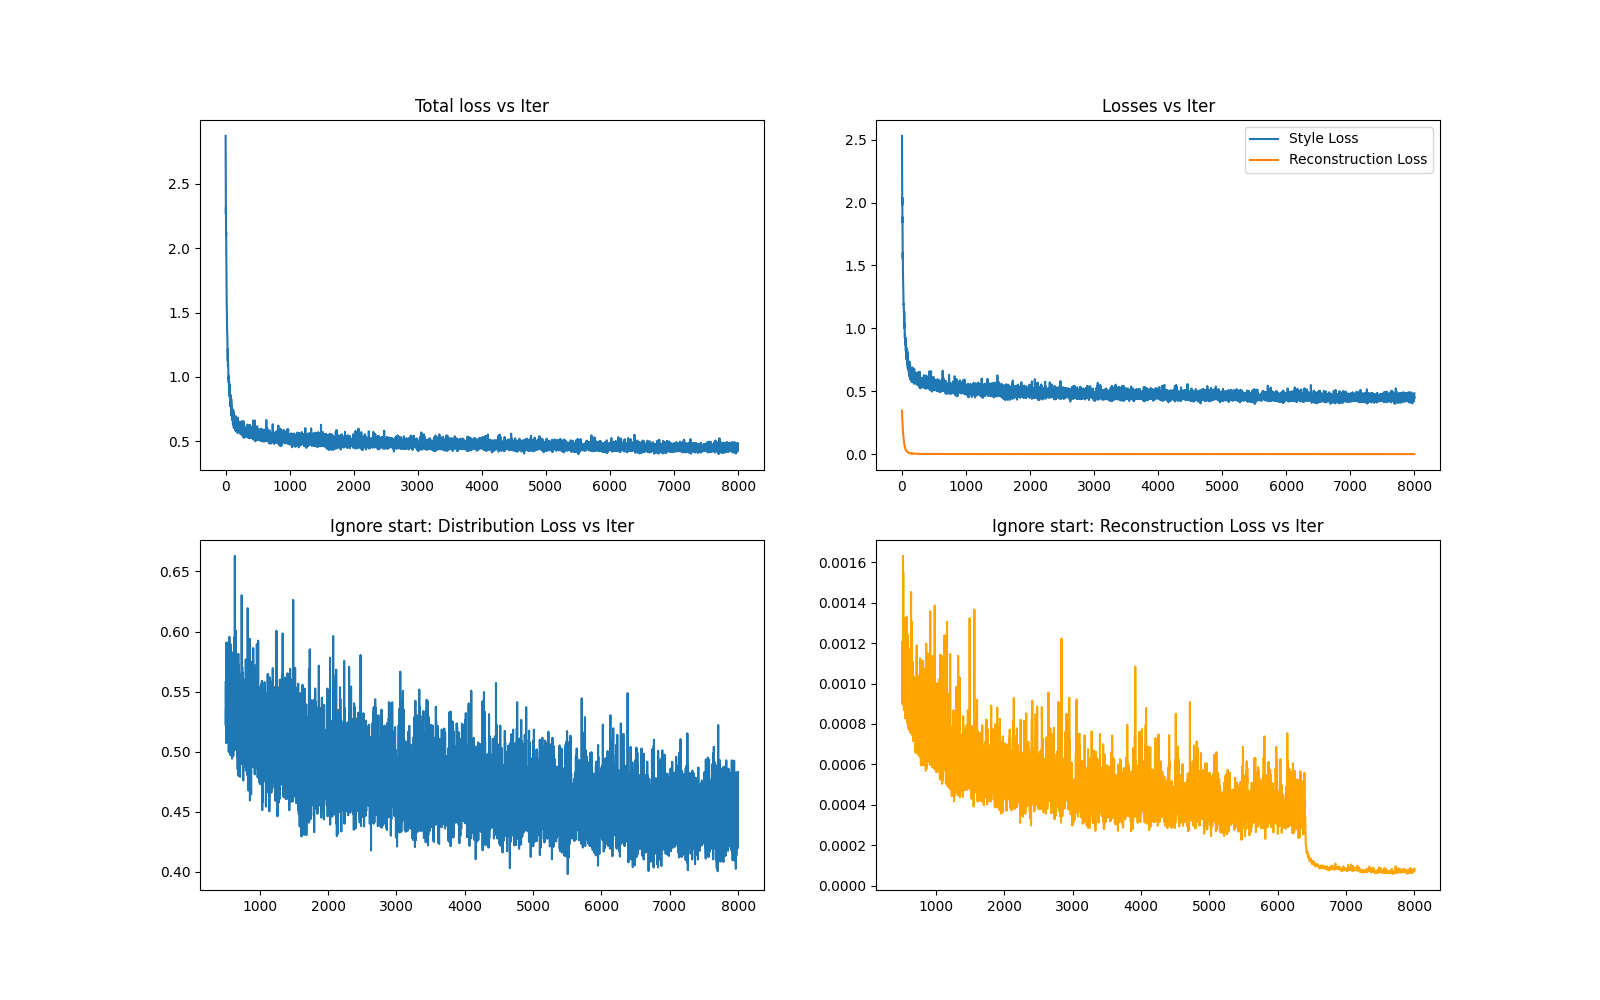 Total loss vs Iter
2.5
2.0
1.5
1.0
0.5
0 1000 2000 3000 4000 5000 6000 7000 8000
Losses vs Iter
Style Loss
Reconstruction Loss
2.5
2.0
1.5
1.0
0.5
0.0
0 1000 2000 3000 4000 5000 6000 7000 8000
Ignore start: Distribution Loss vs Iter
0.65
0.60
0.55
0.50
0.45
0.40
1000 2000 3000 4000 5000 6000 7000 8000
Ignore start: Reconstruction Loss vs Iter
0.0016
0.0014
0.0012
0.0010
0.0008
0.0006
0.0004
0.0002
0.0000
1000 2000 3000 4000 5000 6000 7000 8000